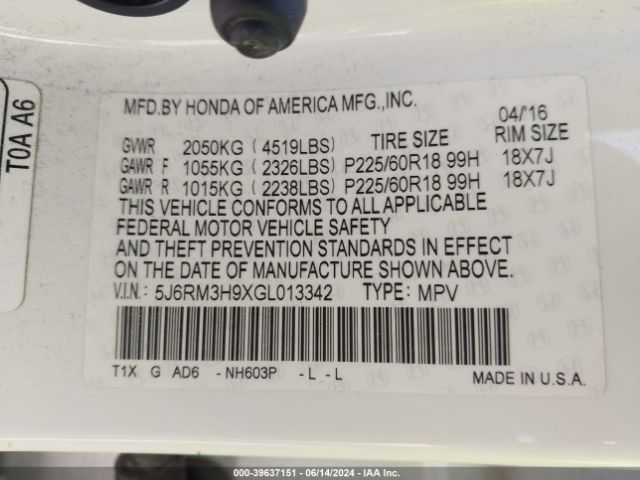 T0A A6
MFD.BY HONDA OF AMERICA MFG.,INC.
04/'16
GVWR 2050KG (4519LBS) TIRE SIZE RIM SIZE
GAWR F 1055KG (2326LBS) P225/60R18 99H 18X7J
GAWR R 1015KG (2238LBS) P225/60R18 99H 18X7J
THIS VEHICLE CONFORMS TO ALL APPLICABLE
FEDERAL MOTOR VEHICLE SAFETY
AND THEFT PREVENTION STANDARDS IN EFFECT
ON THE DATE OF MANUFACTURE SHOWN ABOVE.
V.I.N.: 5J6RM3H9XGL013342 TYPE: MPV
T1X G AD6 -NH603P -L -L MADE IN U.S.A.
000-39637151 - 06/14/2024 - IAA Inc.